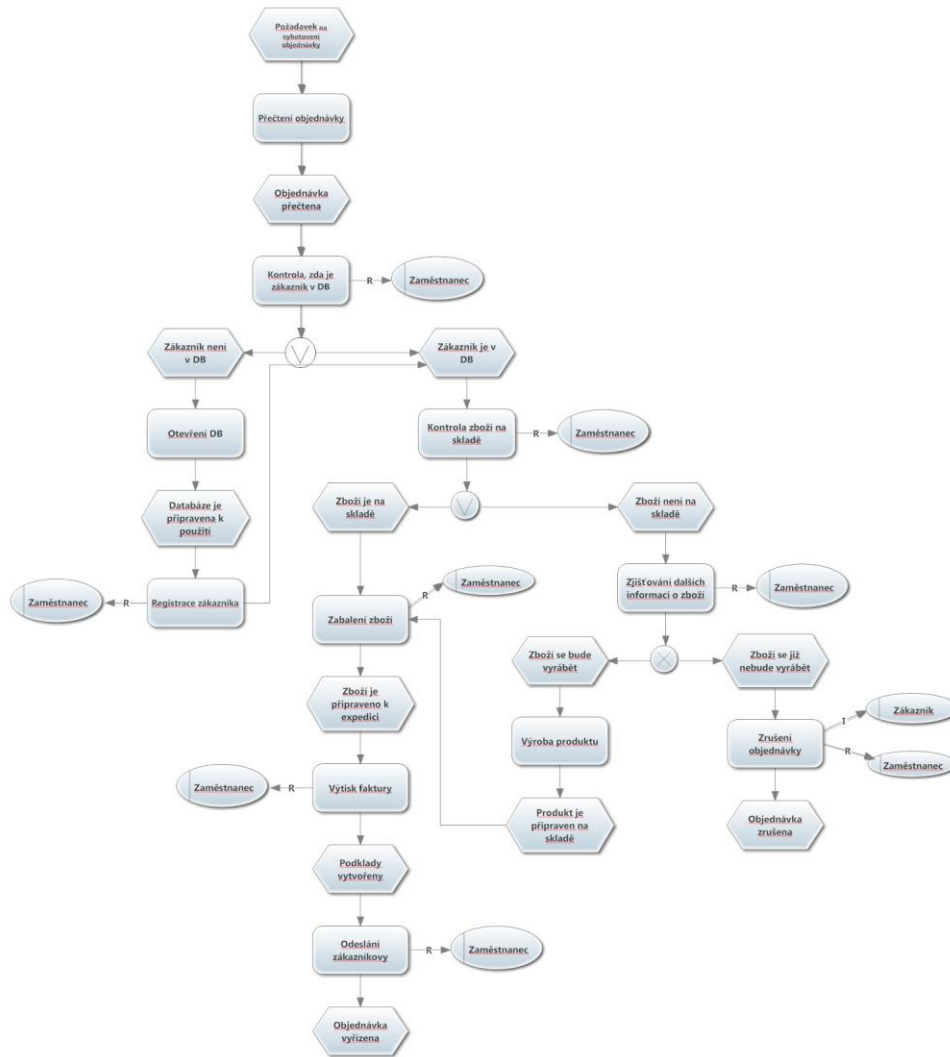 Požadavek na
vyhotovení
objednávky
Přečtení objednávky
Objednávka
přečtena
Kontrola, zda je
zákazník v DB
R
Zaměstnanec
Zákazník není
v DB
Zákazník je v
DB
Otevření DB
Kontrola zboží na
skladě
R
Zaměstnanec
Databáze je
připravena k
použití
Zboží je na
skladě
Zboží není na
skladě
Zaměstnanec
R
Registrace zákazníka
Zabalení zboží
R
Zaměstnanec
Zjišťování dalších
informací o zboží
R
Zaměstnanec
Zboží se bude
vyrábět
Zboží se již
nebude vyrábět
Zboží je
připraveno k
expedici
Výroba produktu
Zrušení
objednávky
I
Zákazník
R
Zaměstnanec
Zaměstnanec
R
Výtisk faktury
Produkt je
připraven na
skladě
Objednávka
zrušena
Podklady
vytvořeny
Odeslání
zákazníkovy
R
Zaměstnanec
Objednávka
vyřízena